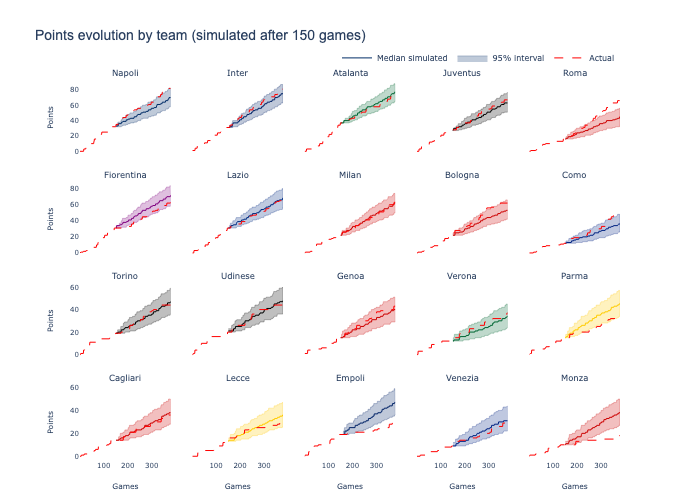 Points evolution by team (simulated after 150 games)
Median simulated 95% interval Actual
Napoli Inter Atalanta Juventus Roma
80
60
40
20
0
Points
Fiorentina Lazio Milan Bologna Como
80
60
40
20
0
Points
Torino Udinese Genoa Verona Parma
60
40
20
0
Points
Cagliari Lecce Empoli Venezia Monza
60
40
20
0
Points
100 200 300 100 200 300 100 200 300 100 200 300 100 200 300
Games Games Games Games Games